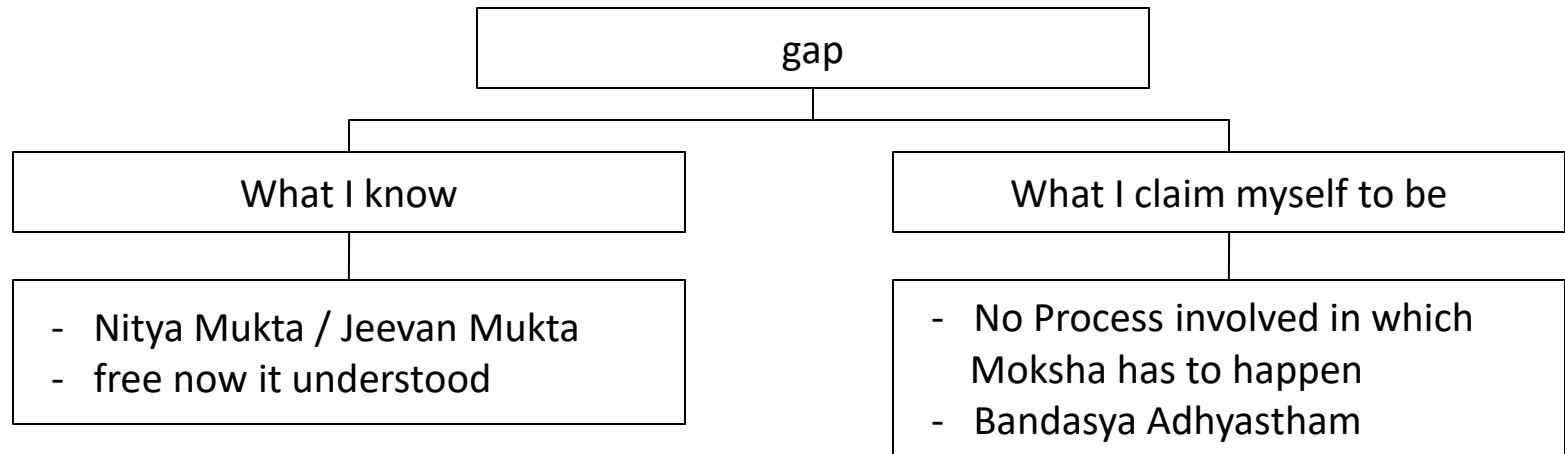 gap
What I know
What I claim myself to be
- Nitya Mukta / Jeevan Mukta
- free now it understood
- No Process involved in which
Moksha has to happen
- Bandasya Adhyastham